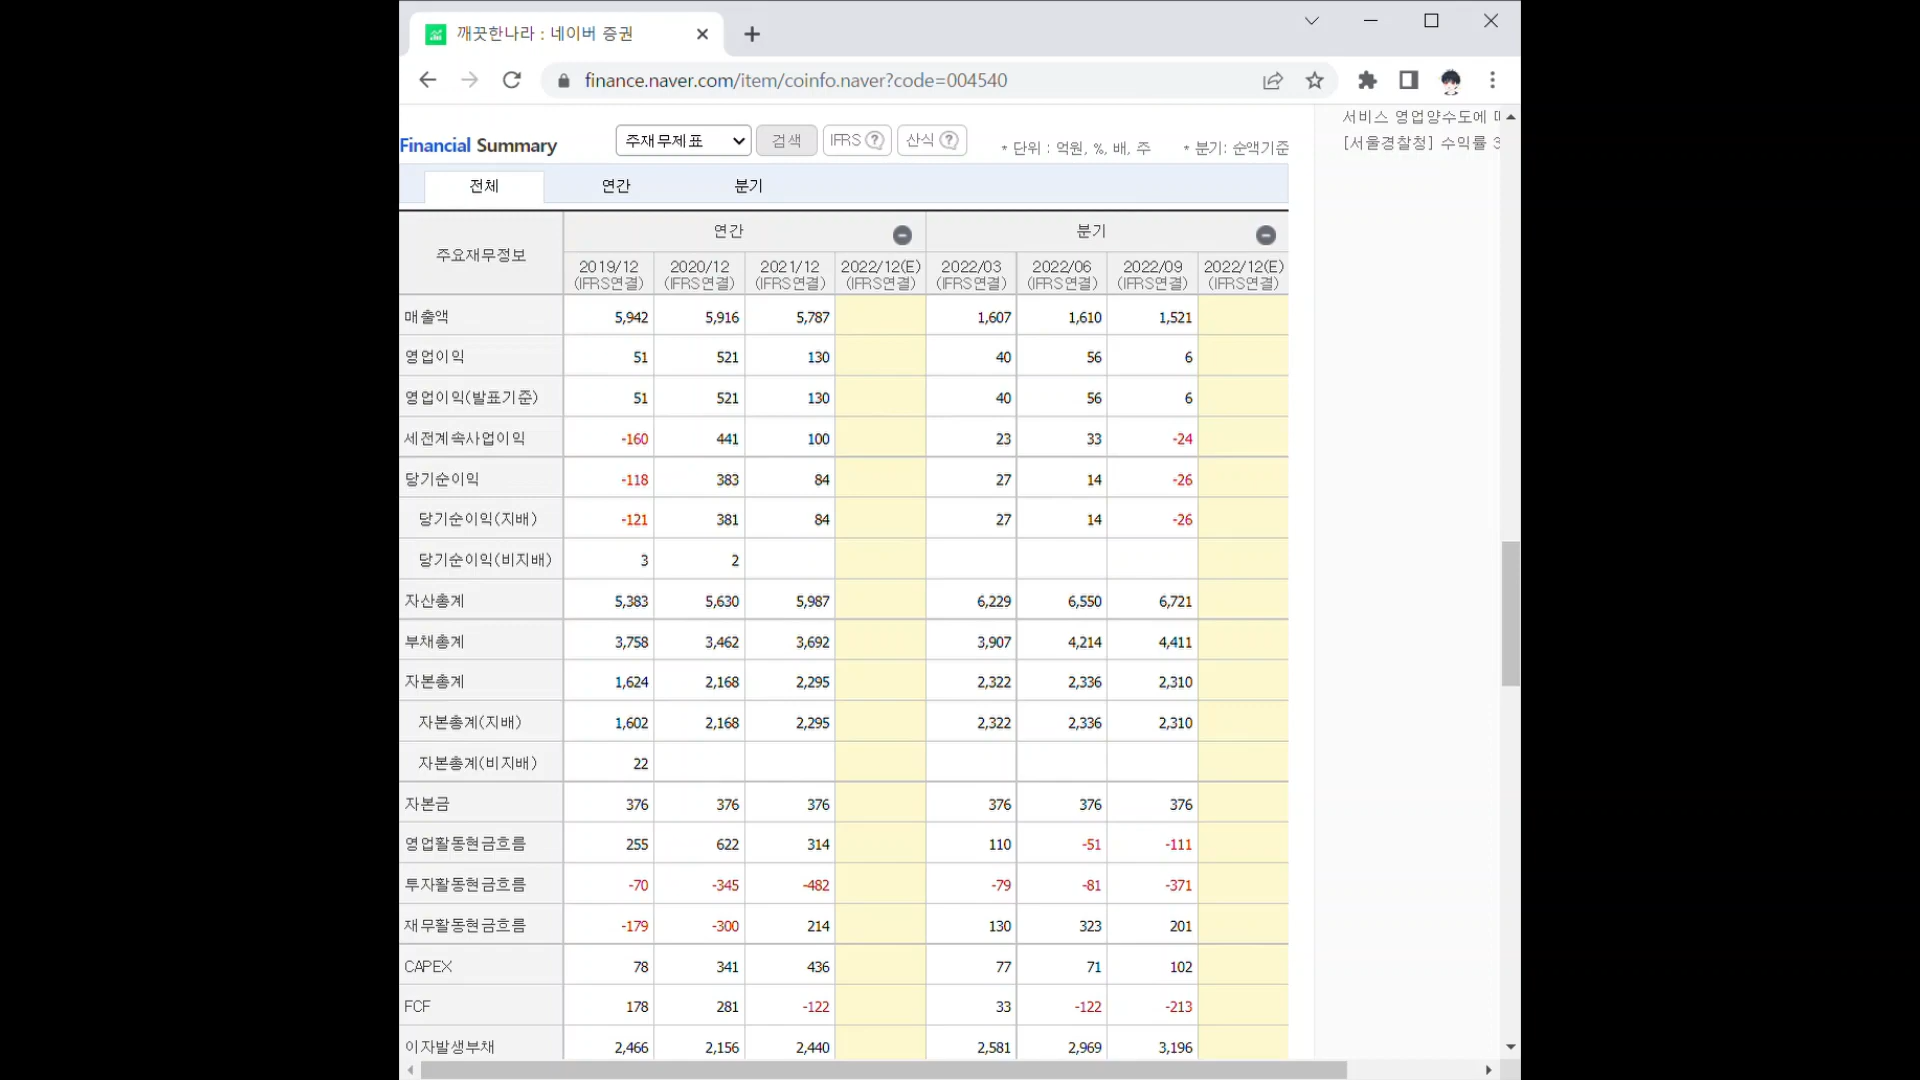 깨끗한나라 : 네이버 증권
finance.naver.com/item/coinfo.naver?code=004540
서비스 영업양수도에
[서울경찰청] 수익률
Financial Summary 주재무제표 검색 IFRS ? 산식 ? * 단위 : 억원, %, 배, 주 * 분기: 순액기준
전체 연간 분기
주요재무정보 연간 분기
2019/12 2020/12 2021/12 2022/12(E) 2022/03 2022/06 2022/09 2022/12(E)
(IFRS연결) (IFRS연결) (IFRS연결) (IFRS연결) (IFRS연결) (IFRS연결) (IFRS연결) (IFRS연결)
매출액 5,942 5,916 5,787 1,607 1,610 1,521
영업이익 51 521 130 40 56 6
영업이익(발표기준) 51 521 130 40 56 6
세전계속사업이익 -160 441 100 23 33 -24
당기순이익 -118 383 84 27 14 -26
당기순이익(지배) -121 381 84 27 14 -26
당기순이익(비지배) 3 2
자산총계 5,383 5,630 5,987 6,229 6,550 6,721
부채총계 3,758 3,462 3,692 3,907 4,214 4,411
자본총계 1,624 2,168 2,295 2,322 2,336 2,310
자본총계(지배) 1,602 2,168 2,295 2,322 2,336 2,310
자본총계(비지배) 22
자본금 376 376 376 376 376 376
영업활동현금흐름 255 622 314 110 -51 -111
투자활동현금흐름 -70 -345 -482 -79 -81 -371
재무활동현금흐름 -179 -300 214 130 323 201
CAPEX 78 341 436 77 71 102
FCF 178 281 -122 33 -122 -213
이자발생부채 2,466 2,156 2,440 2,581 2,969 3,196